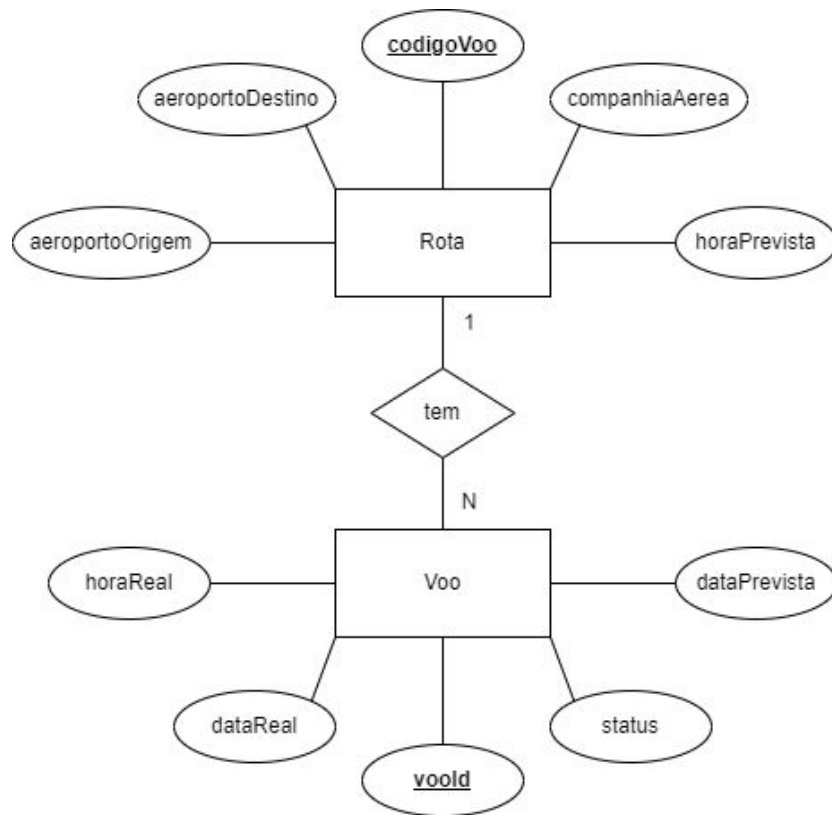 codigoVoo
aeroportoDestino
companhiaAerea
aeroportoOrigem
Rota
horaPrevista
1
tem
N
horaReal
Voo
dataPrevista
dataReal
status
vooId